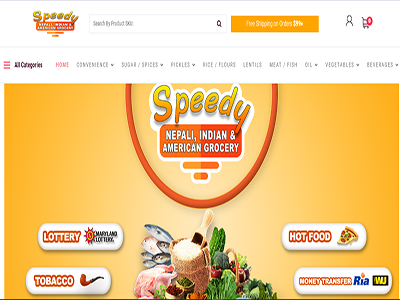 Speedy
NEPALI, INDIAN &
AMERICAN GROCERY
Search By Product SKU
Free Shipping on Orders $99+
0
All Categories
HOME
CONVENIENCE
SUGAR / SPICES
PICKLES
RICE / FLOURS
LENTILS
MEAT / FISH
OIL
VEGETABLES
BEVERAGES
Speedy
NEPALI, INDIAN &
AMERICAN GROCERY
LOTTERY
MARYLAND
LOTTERY
HOT FOOD
TOBACCO
MONEY TRANSFER
Ria
WU